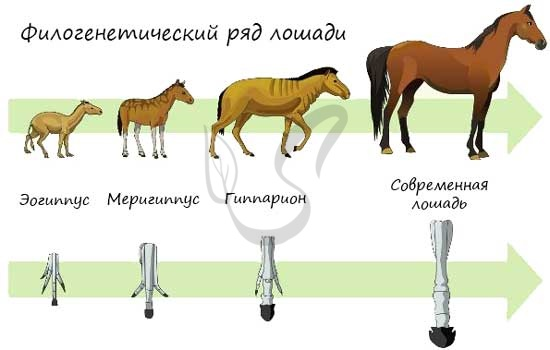 Филогенетический ряд лошади
Эогиппус
Меригиппус
Гиппарион
Современная
лошадь